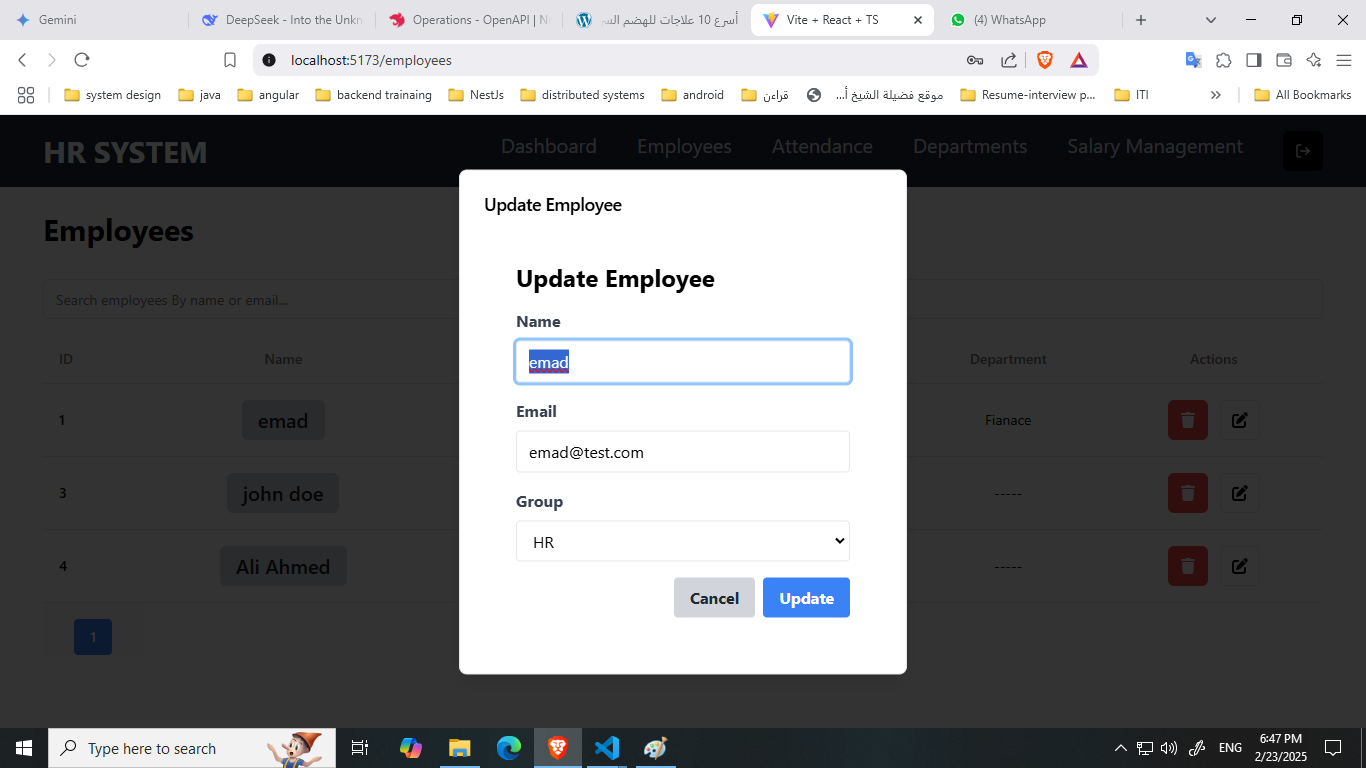 Gemini
DeepSeek - Into the Unkn
Operations - OpenAPI | N
أسرع 10 علاجات للهضم الس
Vite + React + TS
(4) WhatsApp
localhost:5173/employees
system design
java
angular
backend trainaing
NestJs
distributed systems
android
قراءن
موقع فضيلة الشيخ أ...
Resume-interview p...
ITI
All Bookmarks
HR SYSTEM
Dashboard
Employees
Attendance
Departments
Salary Management
Employees
Search employees By name or email...
ID Name Department Actions
1 emad Fianace
3 john doe -----
4 Ali Ahmed -----
1
Update Employee
Update Employee
Name
emad
Email
emad@test.com
Group
HR
Cancel Update
Type here to search
ENG
6:47 PM
2/23/2025